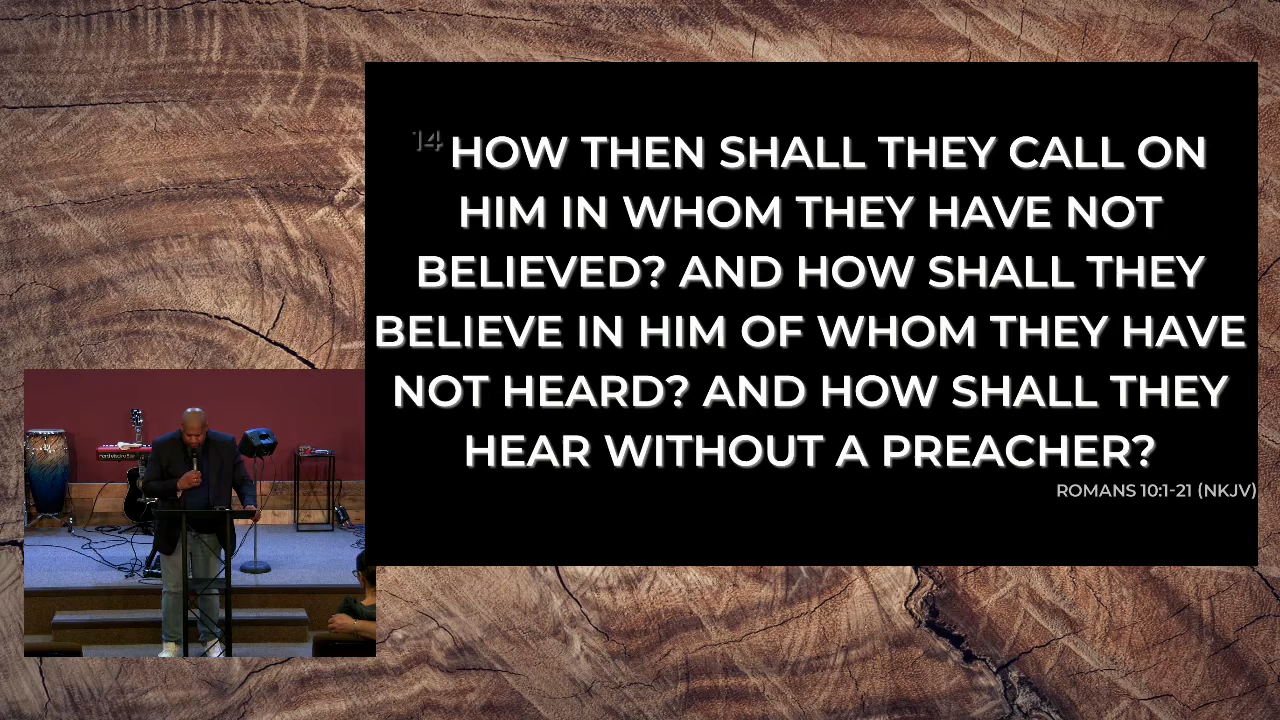 14 HOW THEN SHALL THEY CALL ON
HIM IN WHOM THEY HAVE NOT
BELIEVED? AND HOW SHALL THEY
BELIEVE IN HIM OF WHOM THEY HAVE
NOT HEARD? AND HOW SHALL THEY
HEAR WITHOUT A PREACHER?
ROMANS 10:1-21 (NKJV)